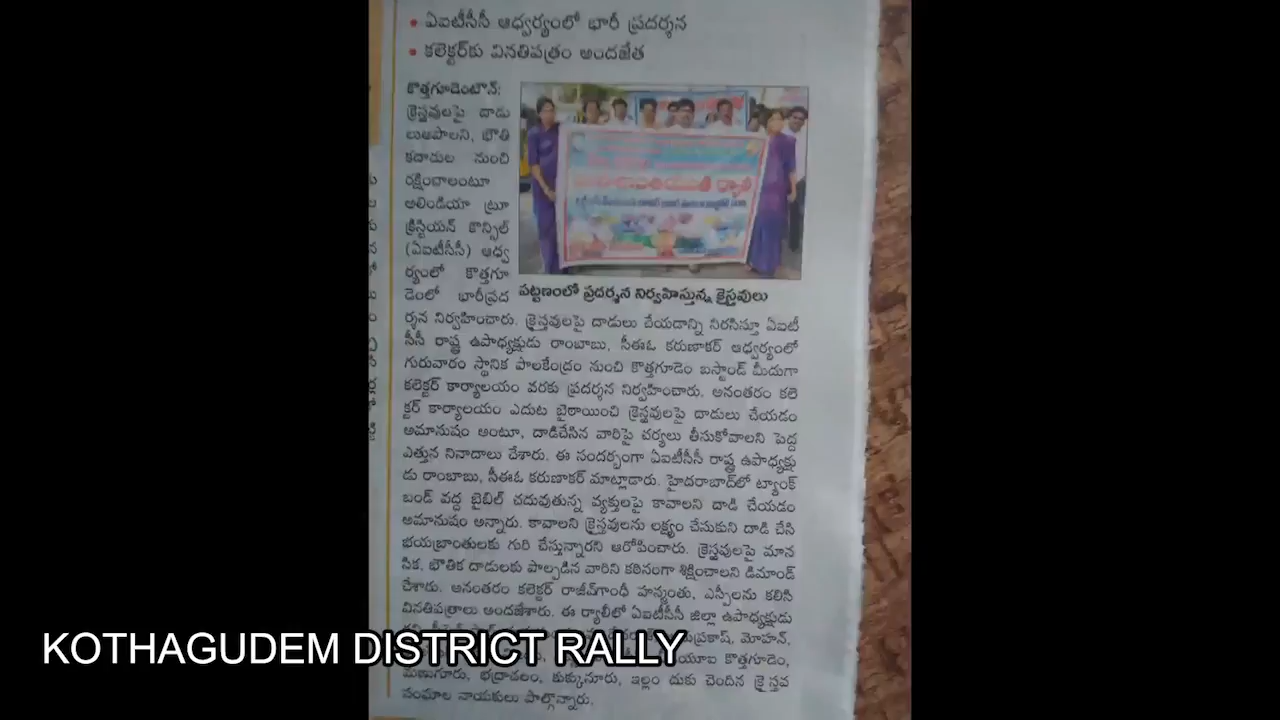 • ఏఐటీసీసీ ఆధ్వర్యంలో భారీ ప్రదర్శన
• కలెక్టర్‌కు వినతిపత్రం అందజేత
కొత్తగూడెంటౌన్:
క్రైస్తవులపై దాడు
లుఆపాలని, భౌతి
కదాడుల నుంచి
రక్షించాలంటూ
ఆలిండియా ట్రూ
క్రిస్టియన్ కౌన్సిల్
(ఏఐటీసీసీ) ఆధ్వ
ర్యంలో కొత్తగూ
డెంలో భారీప్రద
పట్టణంలో ప్రదర్శన నిర్వహిస్తున్న క్రైస్తవులు
ర్శన నిర్వహించారు. క్రైస్తవులపై దాడులు చేయడాన్ని నిరసిస్తూ ఏఐటీ
సీసీ రాష్ట్ర ఉపాధ్యక్షుడు రాంబాబు, సీఈఓ కరుణాకర్ ఆధ్వర్యంలో
గురువారం స్థానిక పాలకేంద్రం నుంచి కొత్తగూడెం బస్టాండ్ మీదుగా
కలెక్టర్ కార్యాలయం వరకు ప్రదర్శన నిర్వహించారు. అనంతరం కలె
క్టర్ కార్యాలయం ఎదుట బైఠాయించి క్రైస్తవులపై దాడులు చేయడం
అమానుషం అంటూ, దాడిచేసిన వారిపై చర్యలు తీసుకోవాలని పెద్ద
ఎత్తున నినాదాలు చేశారు. ఈ సందర్భంగా ఏఐటీసీసీ రాష్ట్ర ఉపాధ్యక్షు
డు రాంబాబు, సీఈఓ కరుణాకర్ మాట్లాడారు. హైదరాబాద్‌లో ట్యాంక్
బండ్ వద్ద బైబిల్ చదువుతున్న వ్యక్తులపై కావాలని దాడి చేయడం
అమానుషం అన్నారు. కావాలని క్రైస్తవులను లక్ష్యం చేసుకుని దాడి చేసి
భయభ్రాంతులకు గురి చేస్తున్నారని ఆరోపించారు. క్రైస్తవులపై మాన
సిక, భౌతిక దాడులకు పాల్పడిన వారిని కఠినంగా శిక్షించాలని డిమాండ్
చేశారు. అనంతరం కలెక్టర్ రాజీవ్‌గాంధీ హన్మంతు, ఎస్పీలను కలిసి
వినతిపత్రాలు అందజేశారు. ఈ ర్యాలీలో ఏఐటీసీసీ జిల్లా ఉపాధ్యక్షుడు
మోహన్,
KOTHAGUDEM DISTRICT RALLY
కొత్తగూడెం,
మణుగూరు, భద్రాచలం, కుక్కునూరు, ఇల్లందుకు చెందిన క్రైస్తవ
సంఘాల నాయకులు పాల్గొన్నారు.